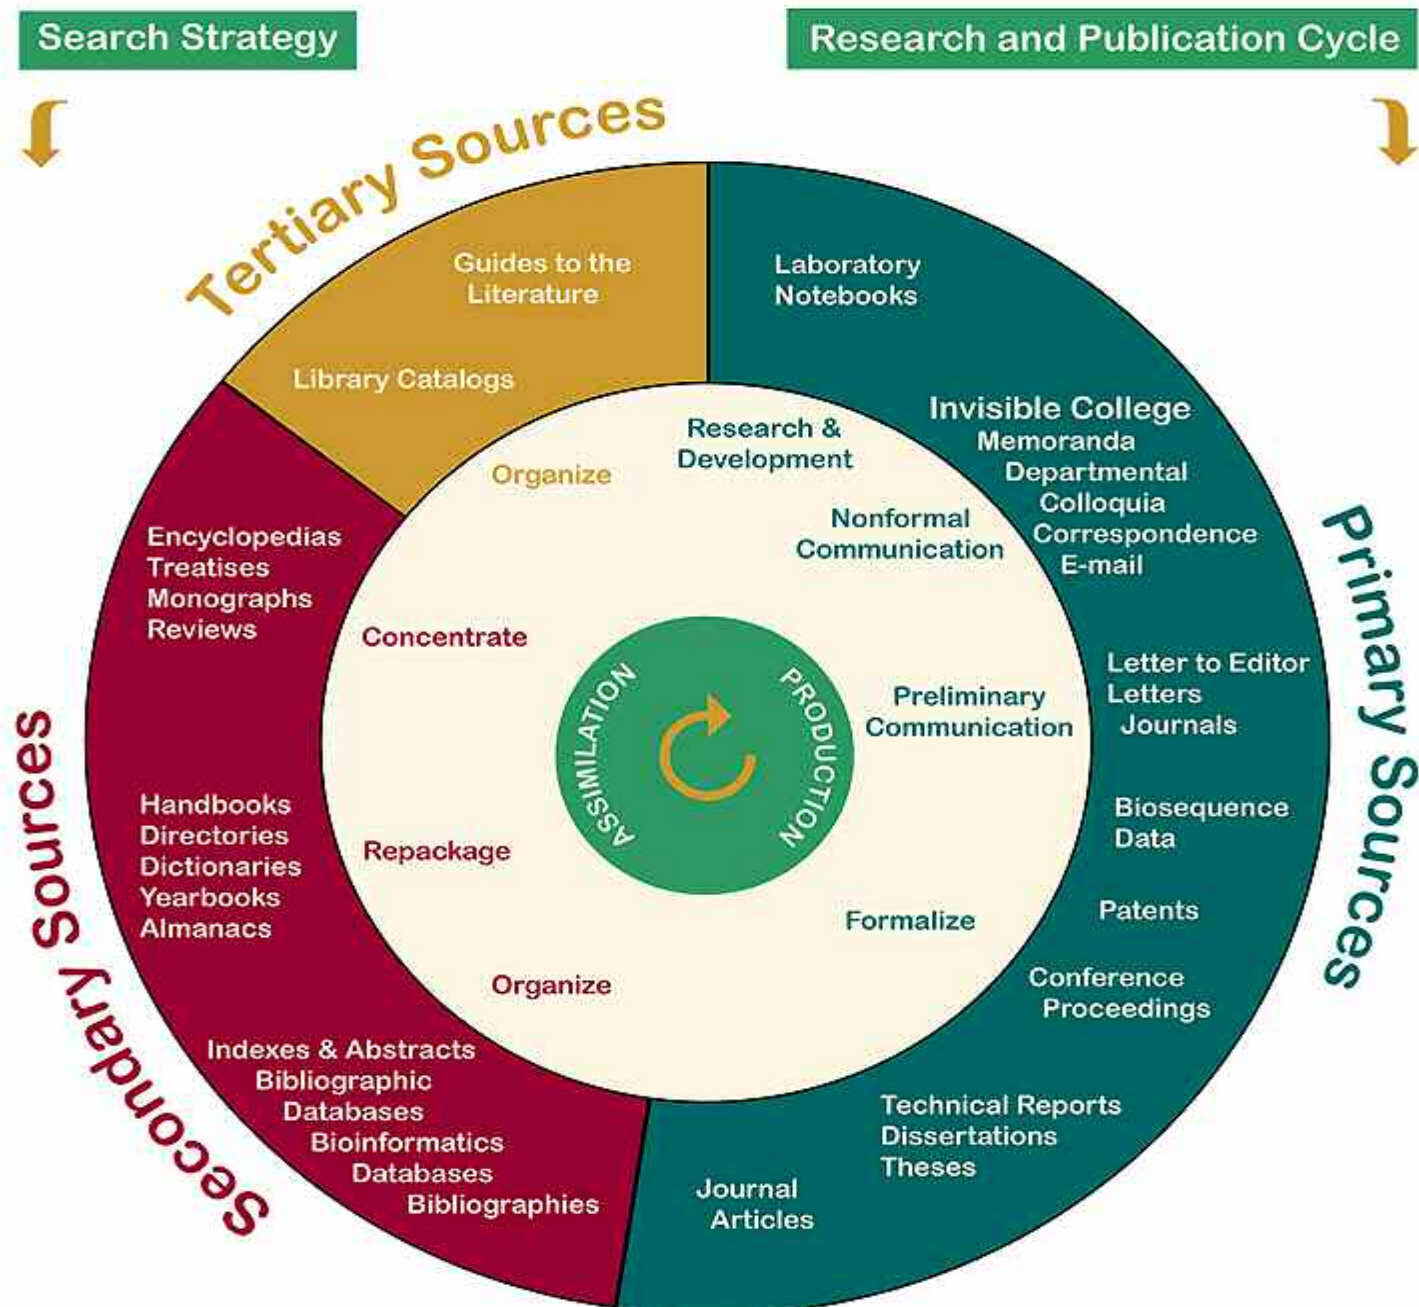 Search Strategy
Research and Publication Cycle
Tertiary Sources
Guides to the
Literature
Library Catalogs
Organize
Laboratory
Notebooks
Research &
Development
Invisible College
Memoranda
Departmental
Colloquia
Correspondence
E-mail
Nonformal
Communication
Primary Sources
Letter to Editor
Letters
Journals
Preliminary
Communication
Biosequence
Data
Patents
Formalize
Conference
Proceedings
Technical Reports
Dissertations
Theses
Journal
Articles
PRODUCTION
ASSIMILATION
Secondary Sources
Encyclopedias
Treatises
Monographs
Reviews
Concentrate
Handbooks
Directories
Dictionaries
Yearbooks
Almanacs
Repackage
Organize
Indexes & Abstracts
Bibliographic
Databases
Bioinformatics
Databases
Bibliographies